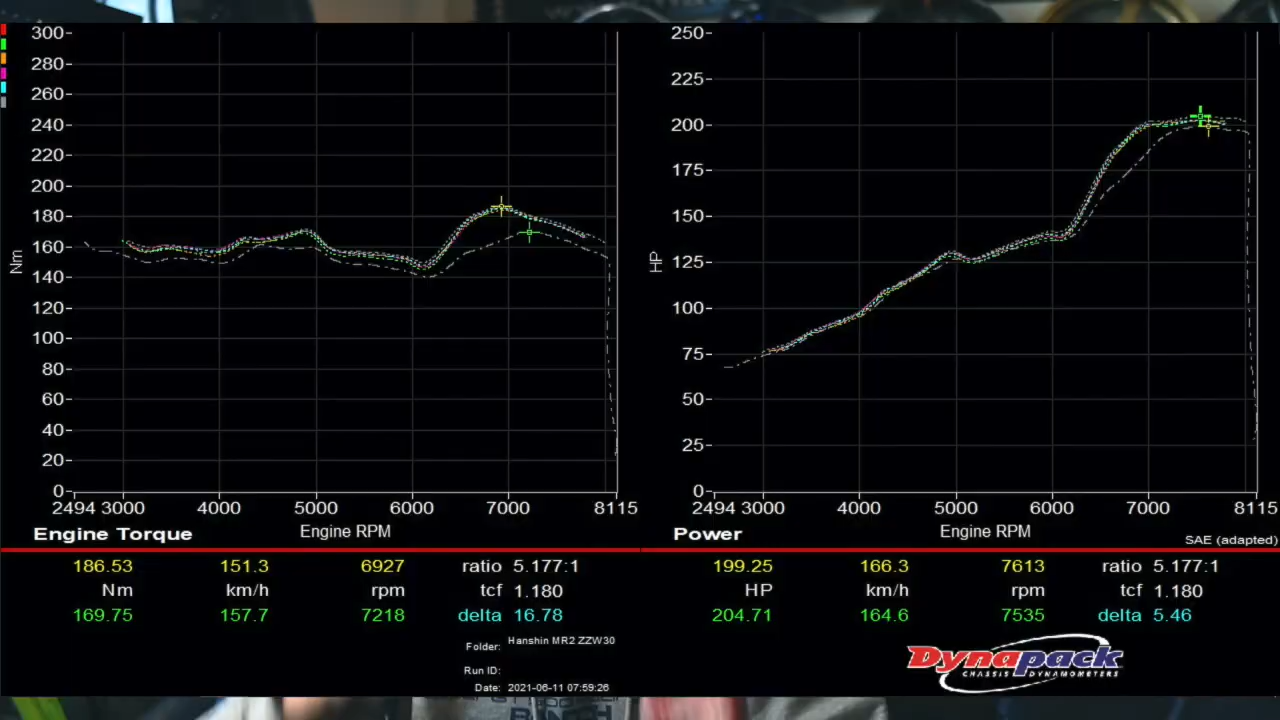 300
280
260
240
220
200
180
160
140
120
100
80
60
40
20
0
Nm
2494 3000 4000 5000 6000 7000 8115
Engine Torque
Engine RPM
250
225
200
175
150
125
100
75
50
25
0
HP
2494 3000 4000 5000 6000 7000 8115
Power
Engine RPM
SAE (adapted)
186.53 151.3 6927 ratio 5.177:1
Nm km/h rpm tcf 1.180
169.75 157.7 7218 delta 16.78
199.25 166.3 7613 ratio 5.177:1
HP km/h rpm tcf 1.180
204.71 164.6 7535 delta 5.46
Folder: Hanshin MR2 ZZW30
Run ID:
Date: 2021-06-11 07:59:26
Dynapack
CHASSIS DYNAMOMETERS